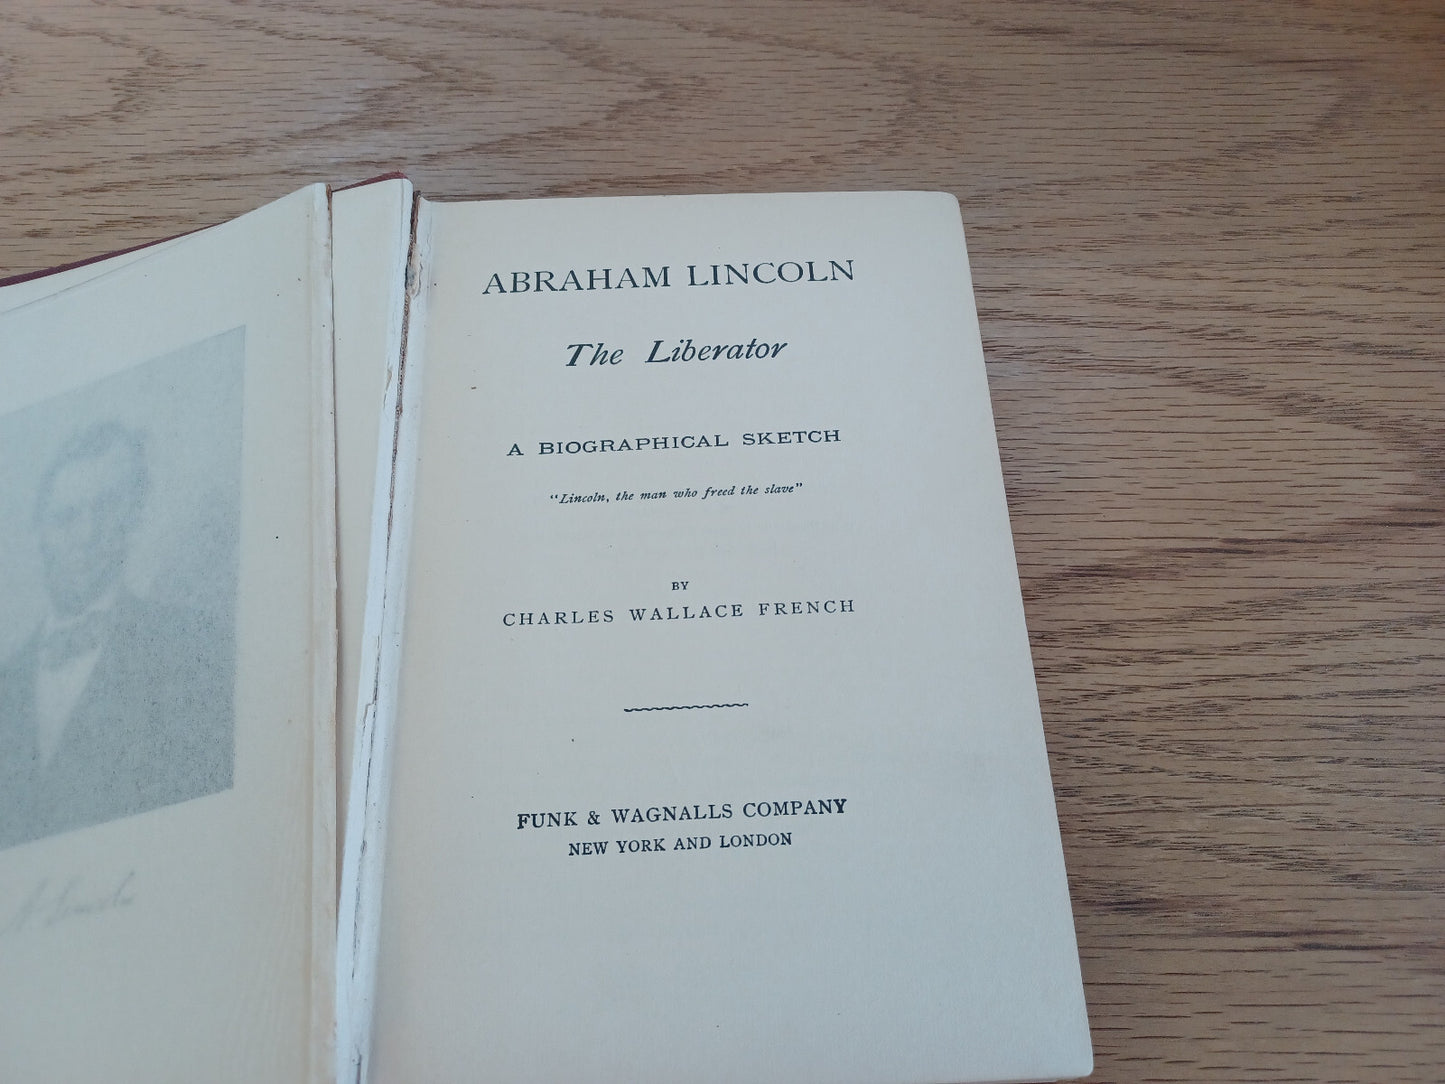 ABRAHAM LINCOLN
The Liberator
A BIOGRAPHICAL SKETCH
"Lincoln, the man who freed the slave"
BY
CHARLES WALLACE FRENCH
FUNK & WAGNALLS COMPANY
NEW YORK AND LONDON
A. Lincoln